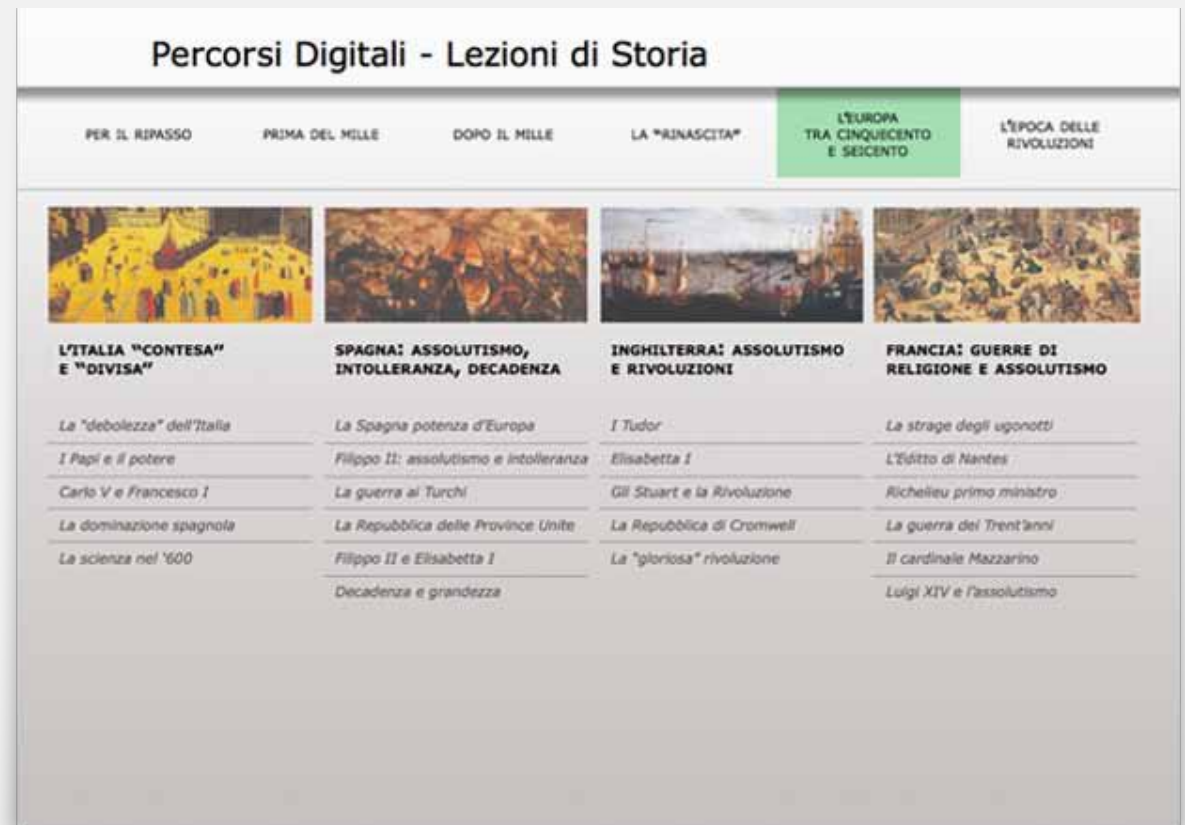 Percorsi Digitali - Lezioni di Storia
PER IL RIPASSO
PRIMA DEL MILLE
DOPO IL MILLE
LA "RINASCITA"
L'EUROPA
TRA CINQUECENTO
E SEICENTO
L'EPOCA DELLE
RIVOLUZIONI
L'ITALIA "CONTESA"
E "DIVISA"
La "debolezza" dell'Italia
I Papi e il potere
Carlo V e Francesco I
La dominazione spagnola
La scienza nel '600
SPAGNA: ASSOLUTISMO,
INTOLLERANZA, DECADENZA
La Spagna potenza d'Europa
Filippo II: assolutismo e intolleranza
La guerra ai Turchi
La Repubblica delle Province Unite
Filippo II e Elisabetta I
Decadenza e grandezza
INGHILTERRA: ASSOLUTISMO
E RIVOLUZIONI
I Tudor
Elisabetta I
Gli Stuart e la Rivoluzione
La Repubblica di Cromwell
La "gloriosa" rivoluzione
FRANCIA: GUERRE DI
RELIGIONE E ASSOLUTISMO
La strage degli ugonotti
L'Editto di Nantes
Richelieu primo ministro
La guerra dei Trent'anni
Il cardinale Mazzarino
Luigi XIV e l'assolutismo